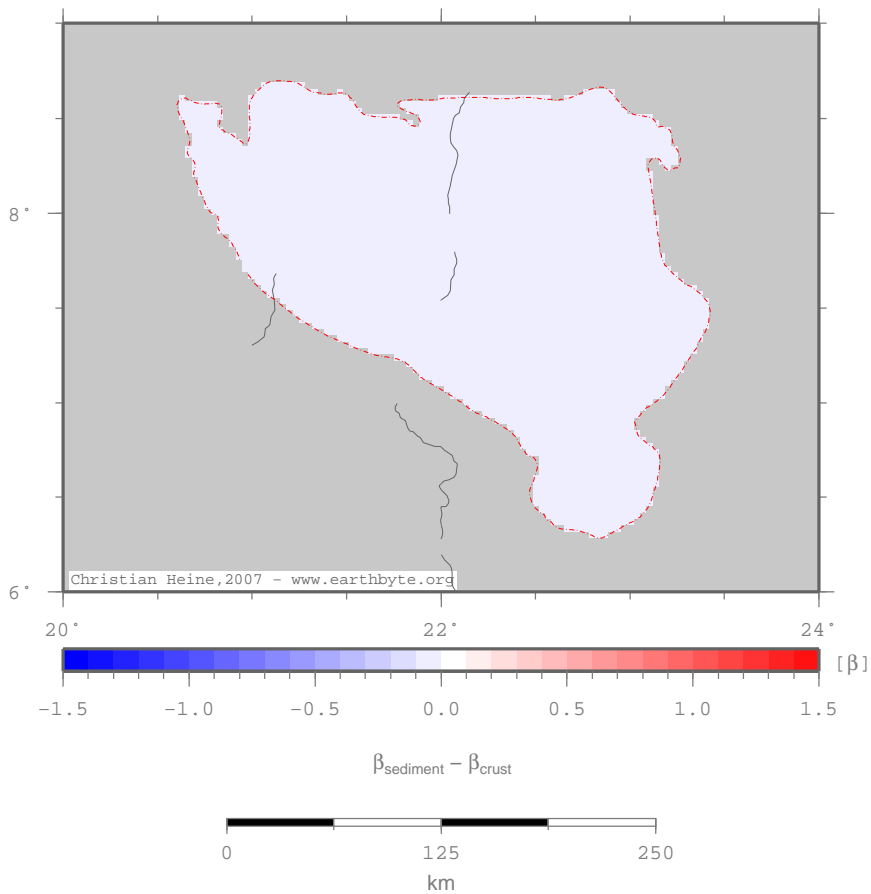 8°
Christian Heine,2007 - www.earthbyte.org
6°
20° 22° 24°
[β]
-1.5 -1.0 -0.5 0.0 0.5 1.0 1.5
βsediment – βcrust
0 125 250
km